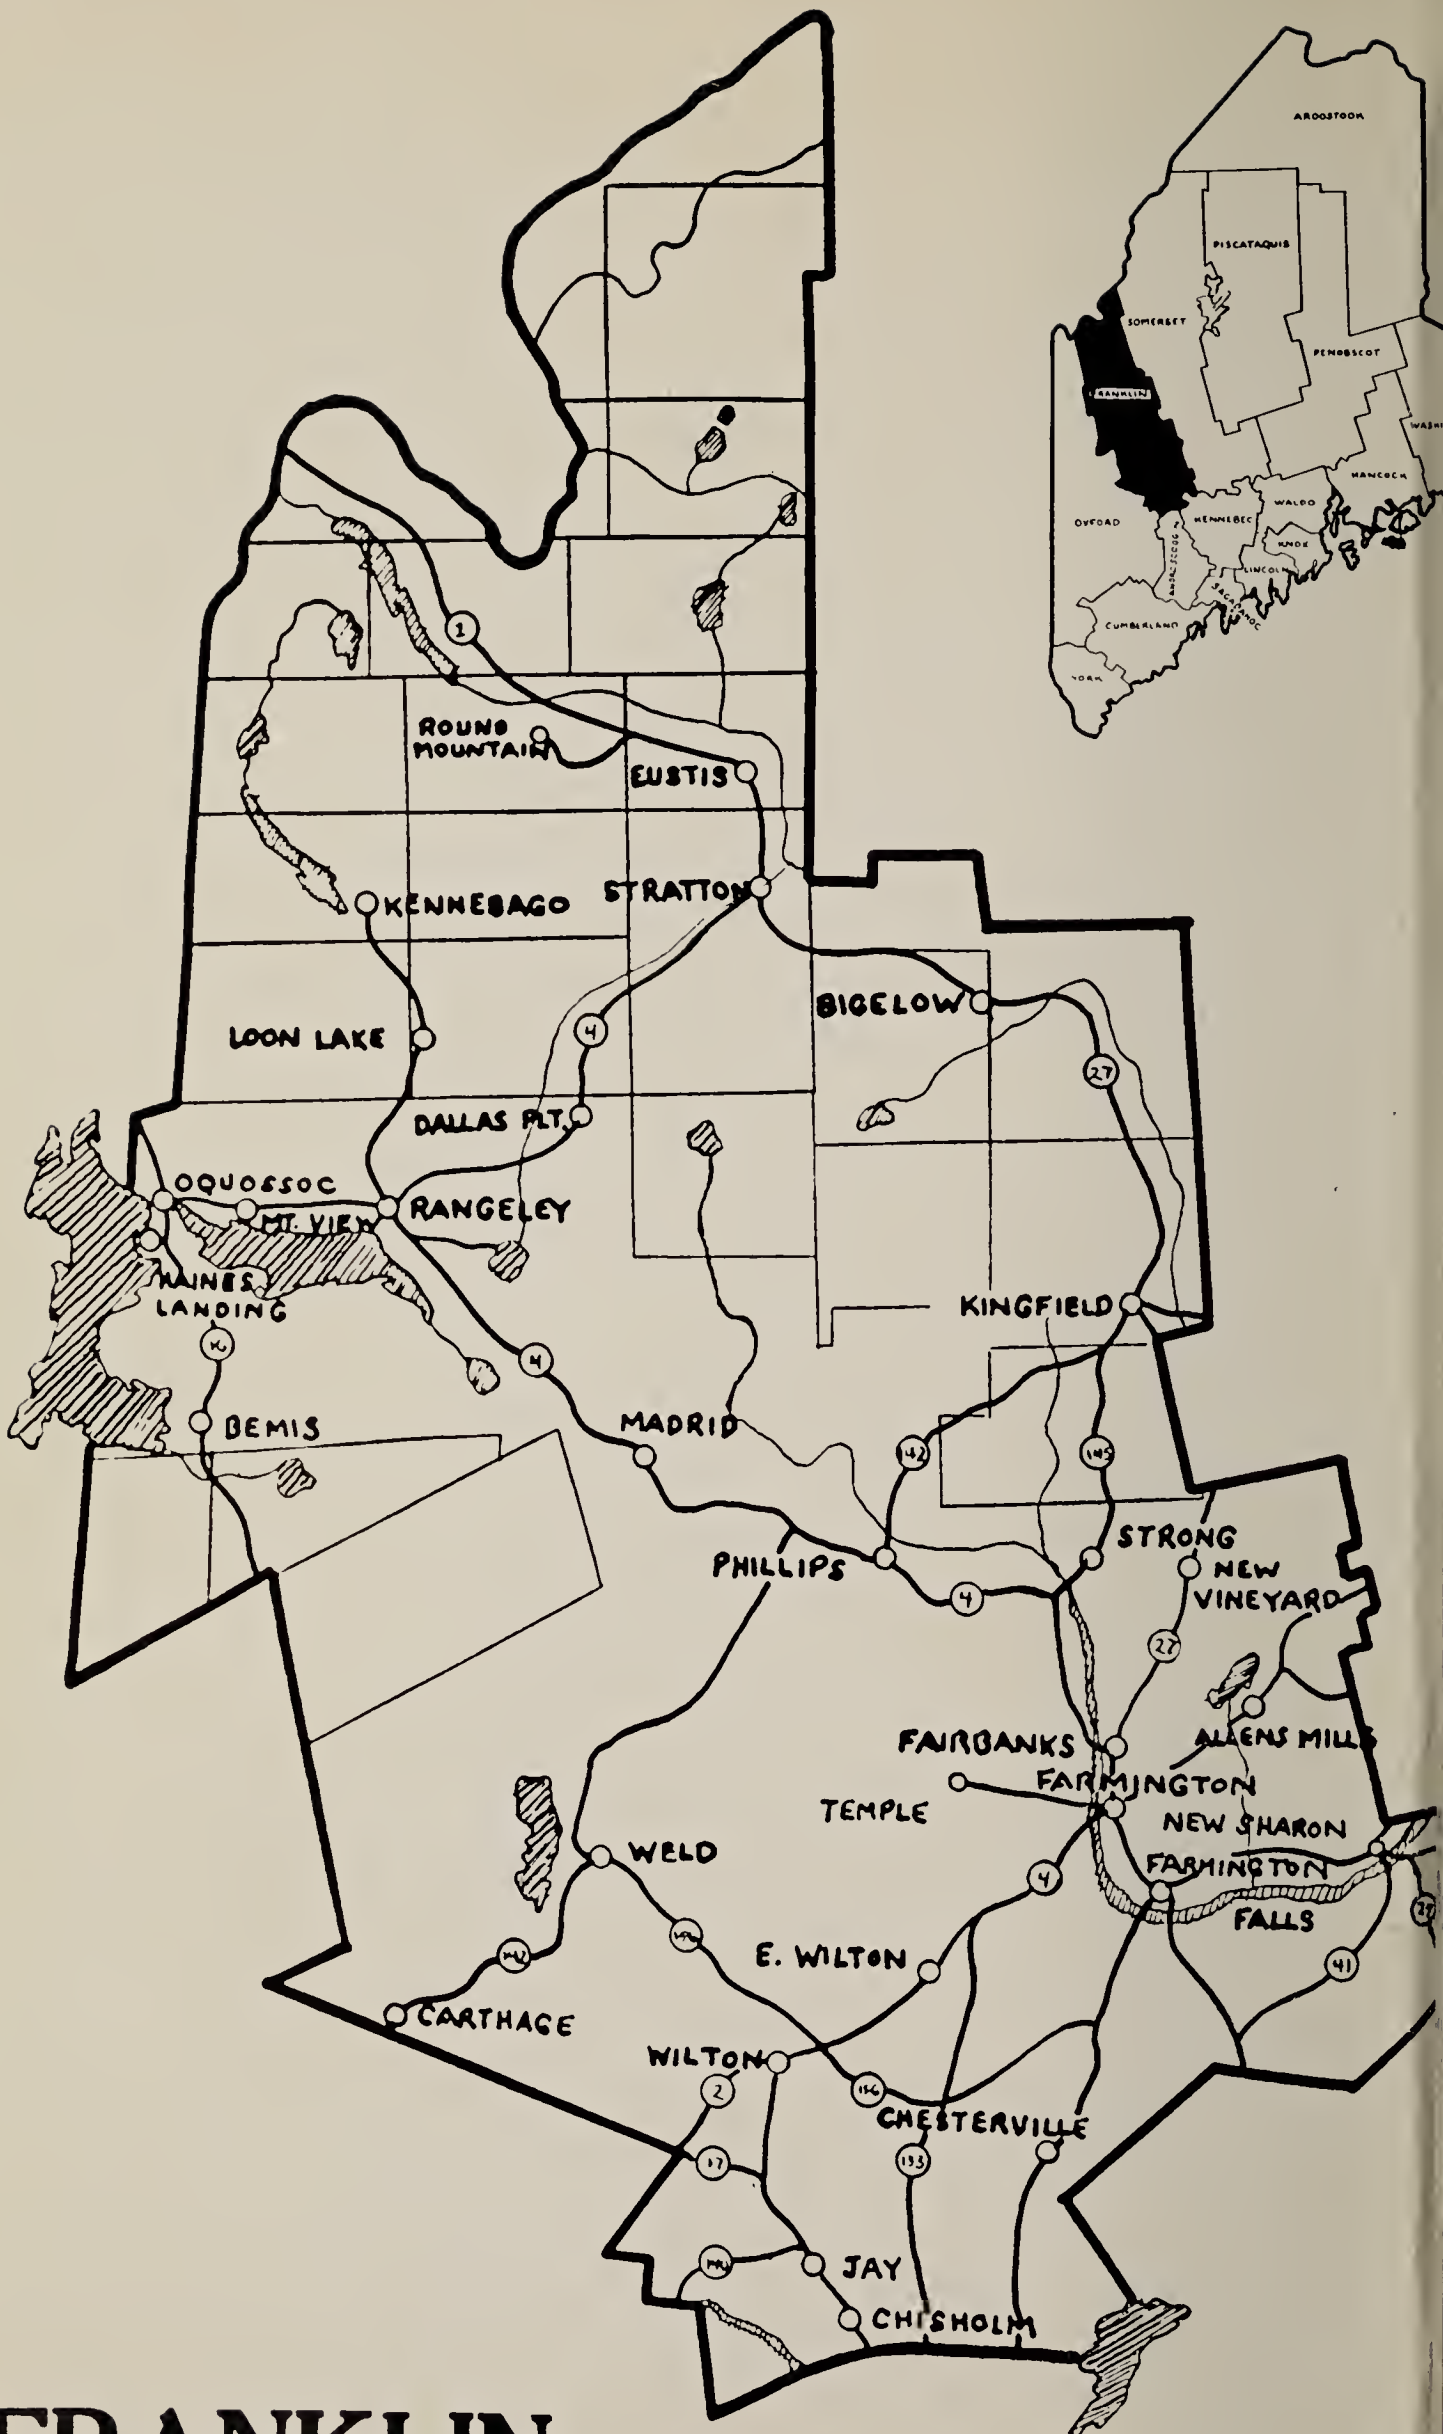 AROOSTOOK
PISCATAQUIS
SOMERSET
PENOBSCOT
FRANKLIN
WASHI
HANCOCK
WALDO
OXFORD
KENNEBEC
KNOX
LINCOLN
CUMBERLAND
YORK
ROUND
MOUNTAIN
EUSTIS
KENNEBAGO
STRATTON
BIGELOW
LOON LAKE
4
27
DALLAS PLT.
OQUOSSOC
MT. VIEW
RANGELEY
HAINES
LANDING
KINGFIELD
4
BEMIS
MADRID
142
145
STRONG
PHILLIPS
NEW
VINEYARD
4
27
FAIRBANKS
ALLENS MILLS
FARMINGTON
TEMPLE
NEW SHARON
WELD
FARMINGTON
FALLS
4
27
E. WILTON
41
142
CARTHAGE
WILTON
2
156
CHESTERVILLE
17
133
JAY
CHISHOLM
FRANKLIN